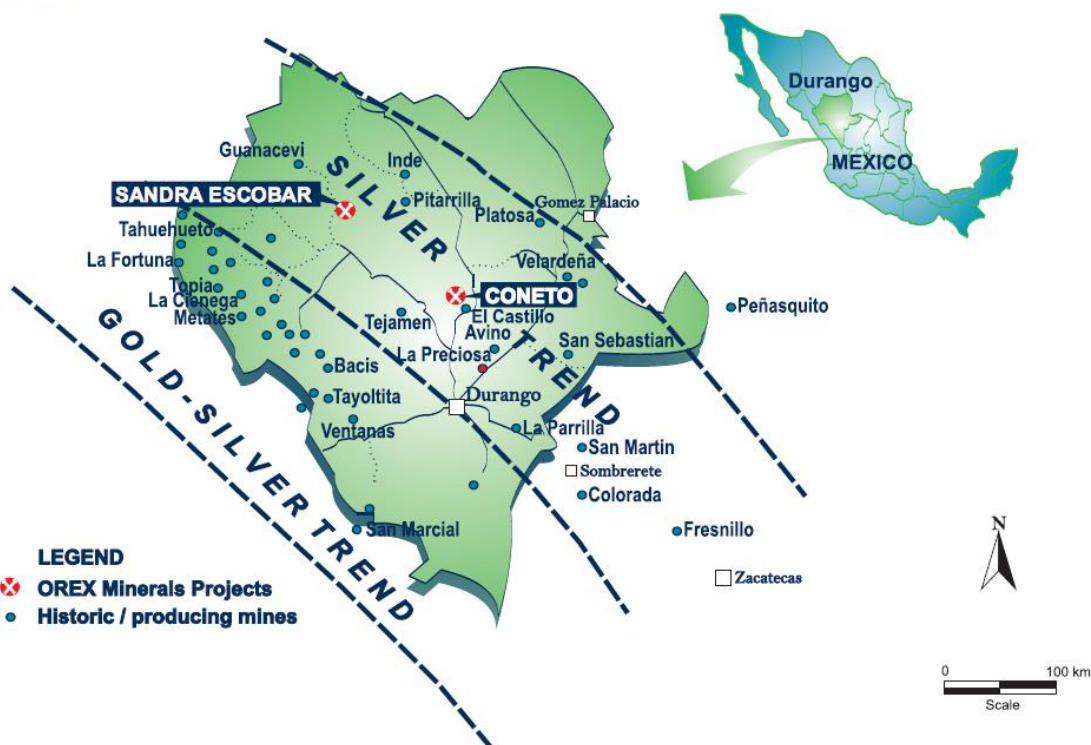 Durango
MEXICO
Guanacevi
Inde
SILVER TREND
SANDRA ESCOBAR
Pitarrilla
Gomez Palacio
Platosa
Tahuehueto
La Fortuna
Velardeña
Topia
La Cienega
Metates
CONETO
Peñasquito
El Castillo
Tejamen
Avino
San Sebastian
La Preciosa
Bacis
Tayoltita
Durango
Ventanas
La Parrilla
San Martin
Sombrerete
Colorada
GOLD-SILVER TREND
San Marcial
Fresnillo
Zacatecas
N
LEGEND
OREX Minerals Projects
Historic / producing mines
0 100 km
Scale